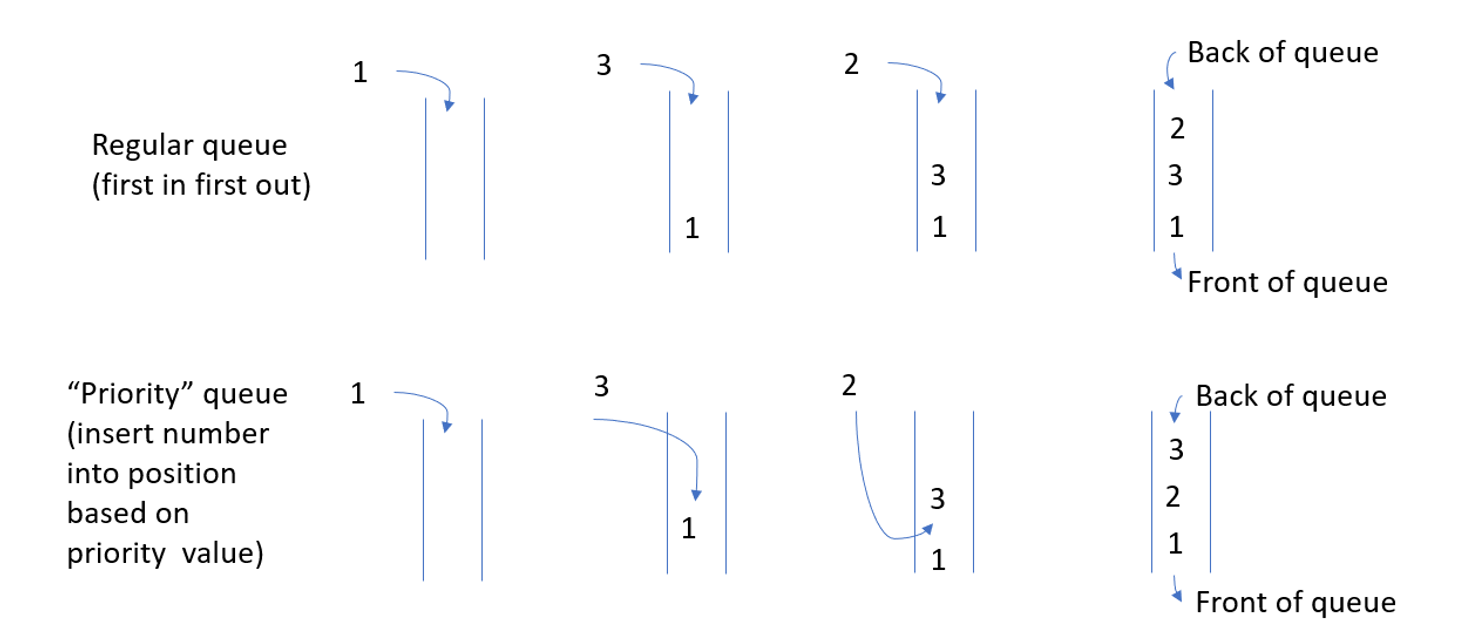 1
3
2
Back of queue
Regular queue
(first in first out)
1
3
1
2
3
1
Front of queue
“Priority” queue
(insert number
into position
based on
priority  value)
1
3
2
1
3
1
Back of queue
3
2
1
Front of queue